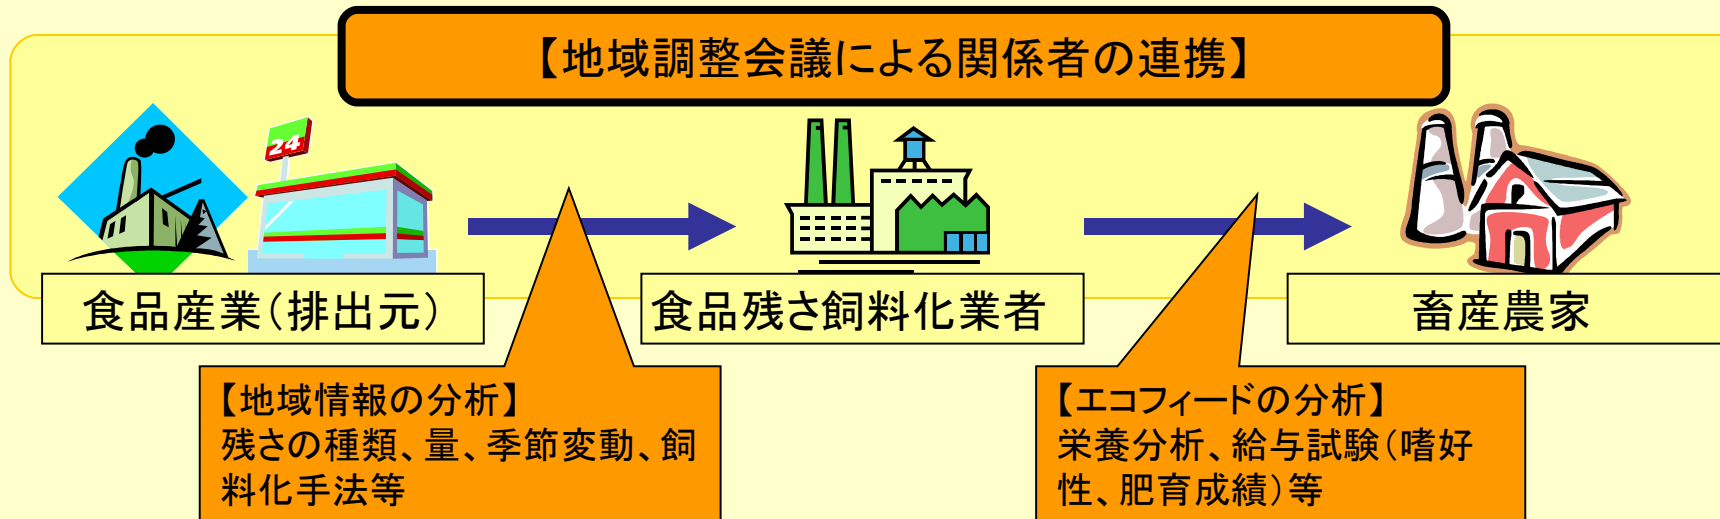 【地域調整会議による関係者の連携】
24
食品産業(排出元)
食品残さ飼料化業者
畜産農家
【地域情報の分析】
残さの種類、量、季節変動、飼
料化手法等
【エコフィードの分析】
栄養分析、給与試験(嗜好
性、肥育成績)等